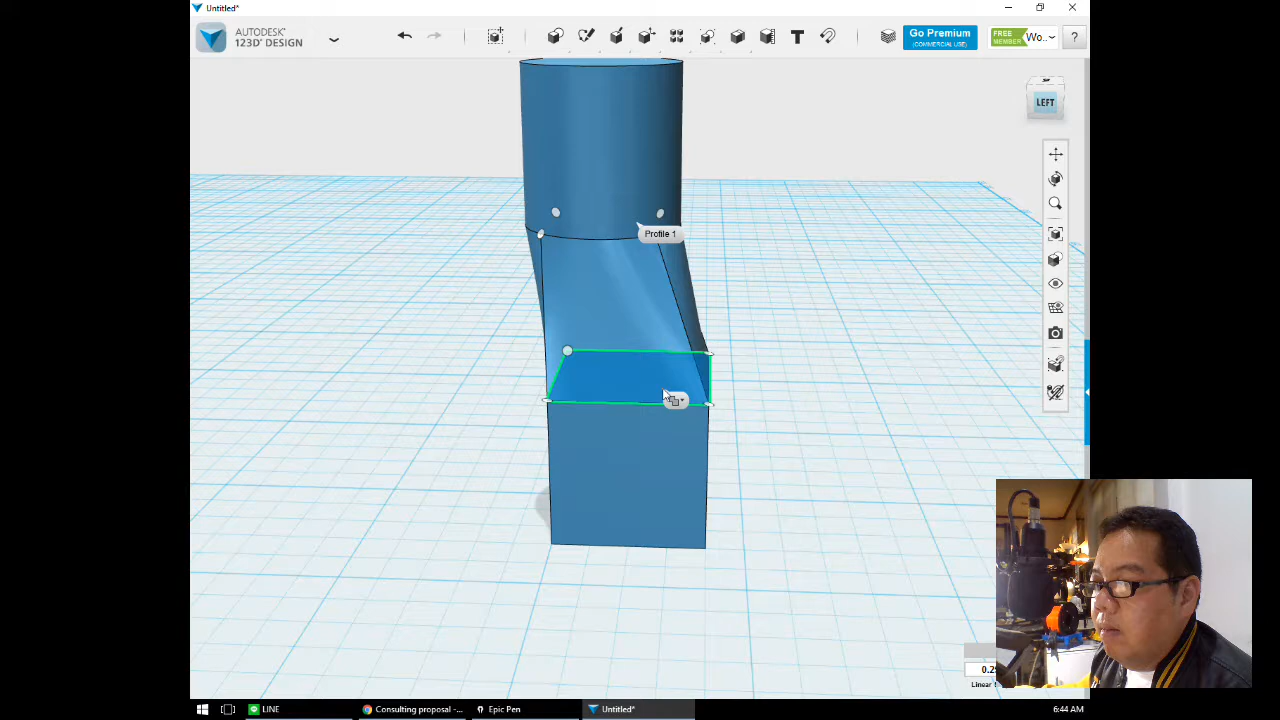 Untitled*
AUTODESK
123D® DESIGN
Go Premium
(COMMERCIAL USE)
FREE
MEMBER
Wo...
?
LEFT
Profile 1
Linear
LINE
Consulting proposal -...
Epic Pen
Untitled*
6:44 AM